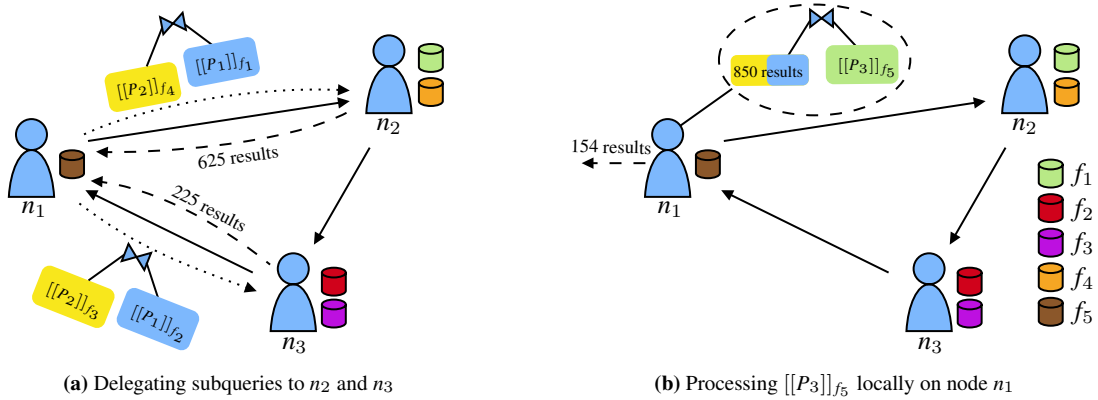 [[P2]]f4
[[P1]]f1
n2
625 results
n1
225 results
[[P2]]f3
[[P1]]f2
n3
(a) Delegating subqueries to n2 and n3
850 results
[[P3]]f5
n2
154 results
n1
n3
f1
f2
f3
f4
f5
(b) Processing [[P3]]f5 locally on node n1